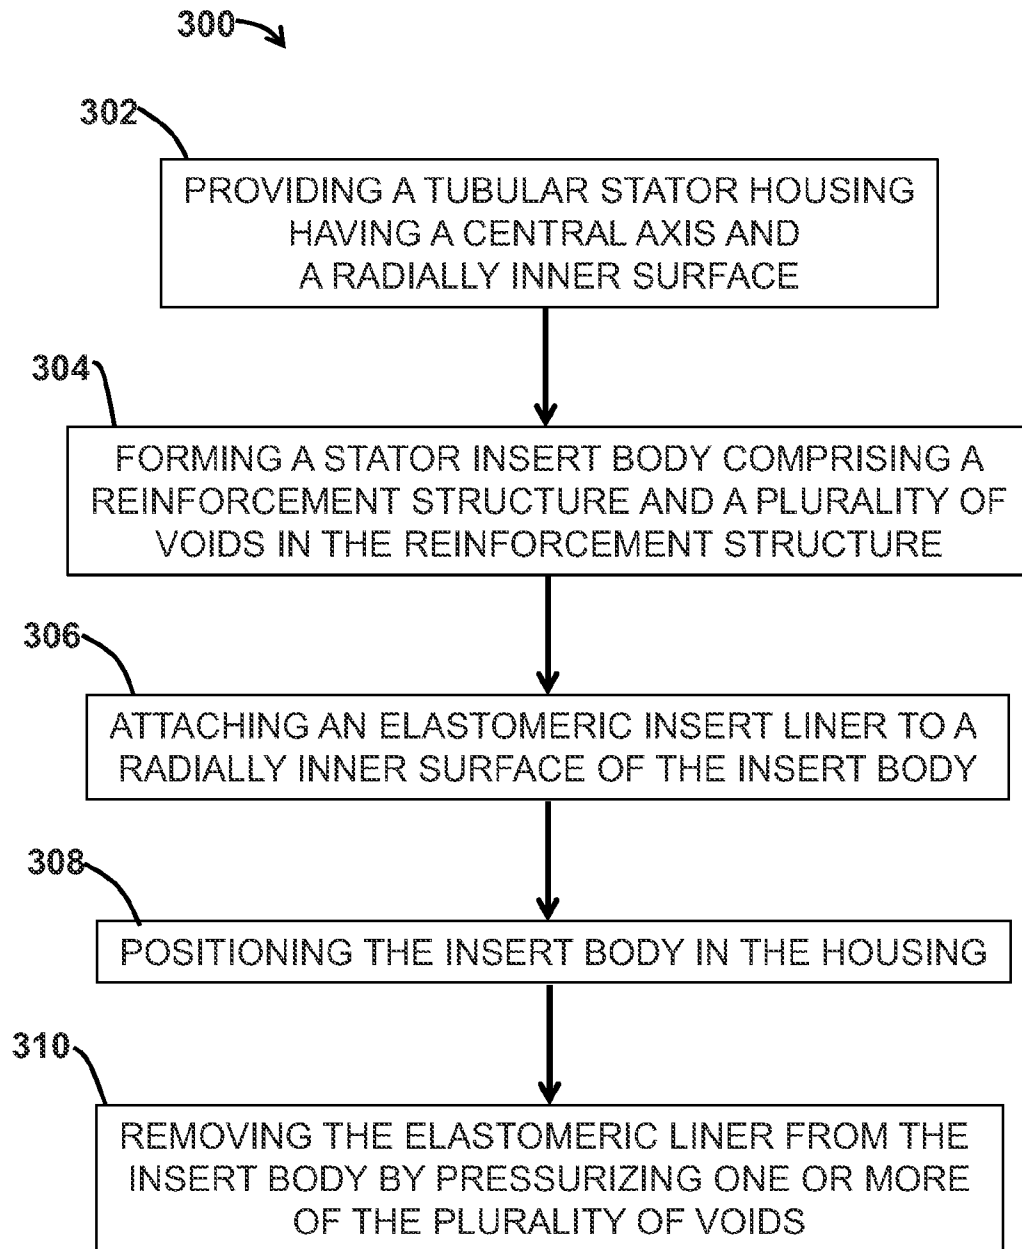 300
302
PROVIDING A TUBULAR STATOR HOUSING
HAVING A CENTRAL AXIS AND
A RADIALLY INNER SURFACE
304
FORMING A STATOR INSERT BODY COMPRISING A
REINFORCEMENT STRUCTURE AND A PLURALITY OF
VOIDS IN THE REINFORCEMENT STRUCTURE
306
ATTACHING AN ELASTOMERIC INSERT LINER TO A
RADIALLY INNER SURFACE OF THE INSERT BODY
308
POSITIONING THE INSERT BODY IN THE HOUSING
310
REMOVING THE ELASTOMERIC LINER FROM THE
INSERT BODY BY PRESSURIZING ONE OR MORE
OF THE PLURALITY OF VOIDS